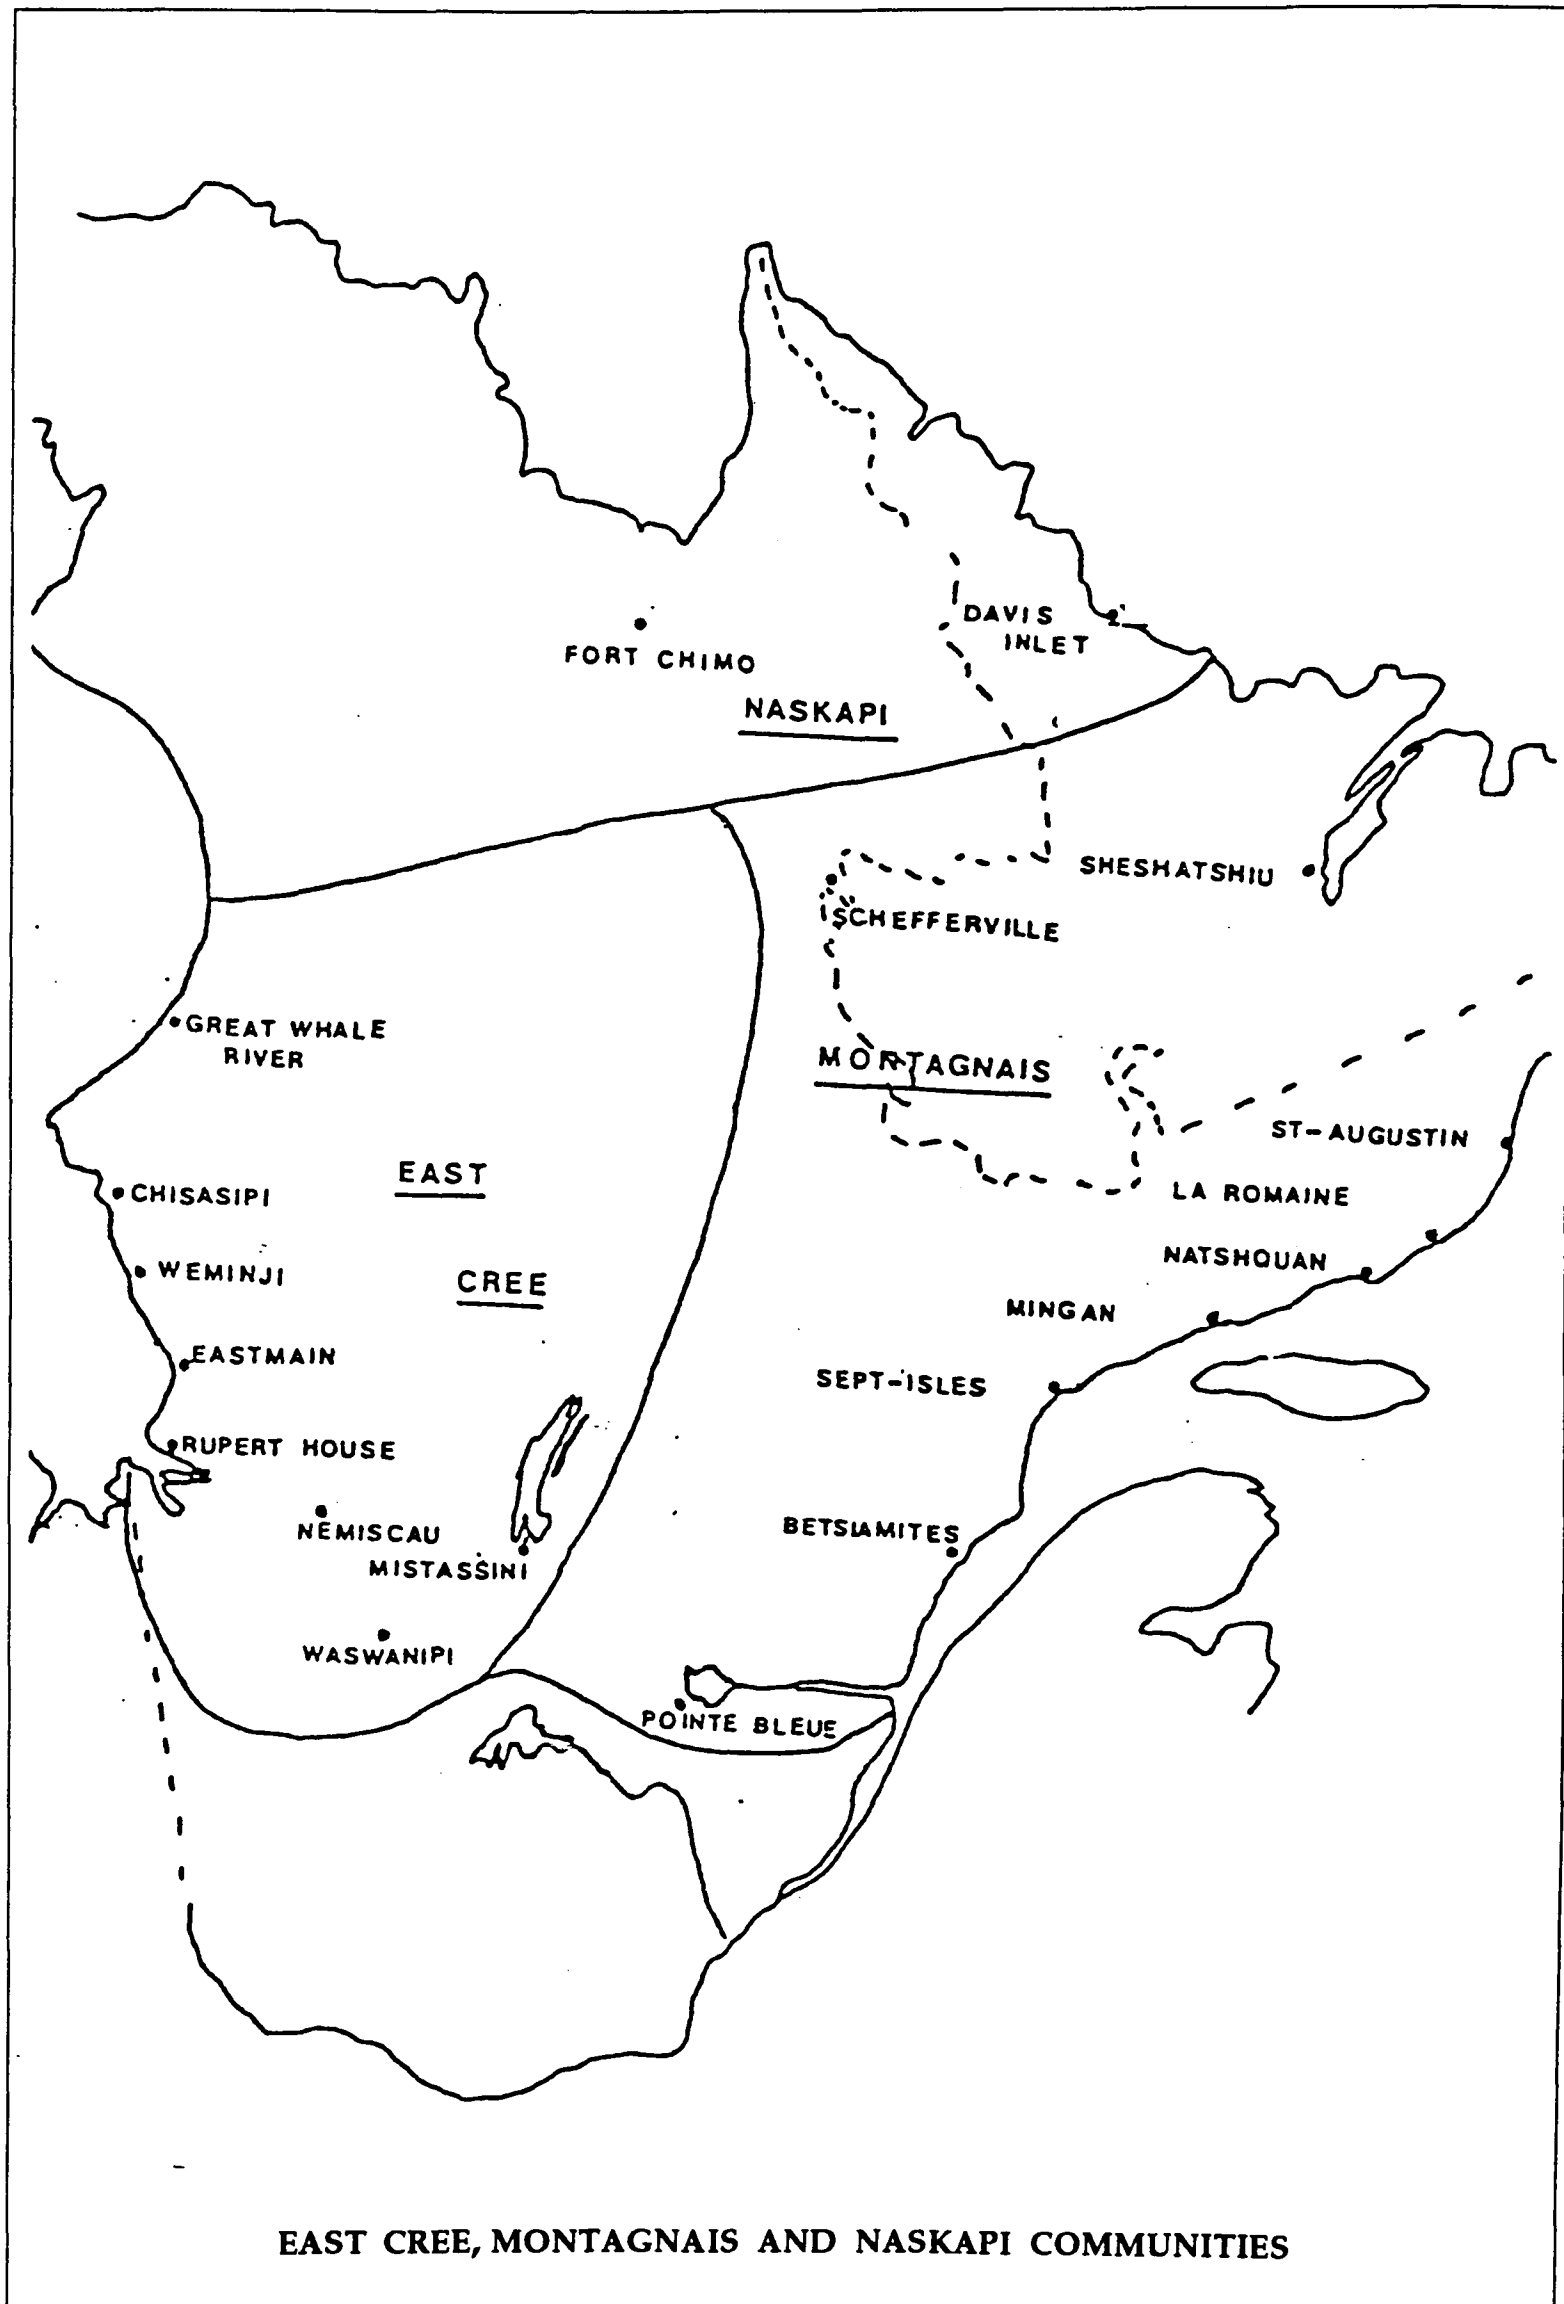 DAVIS
INLET
FORT CHIMO
NASKAPI
SHESHATSHIU
SCHEFFERVILLE
GREAT WHALE
RIVER
MONTAGNAIS
ST-AUGUSTIN
EAST
CHISASIPI
LA ROMAINE
NATSHQUAN
WEMINJI
CREE
MINGAN
EASTMAIN
SEPT-ISLES
RUPERT HOUSE
NEMISCAU
BETSIAMITES
MISTASSINI
WASWANIPI
POINTE BLEUE
EAST CREE, MONTAGNAIS AND NASKAPI COMMUNITIES